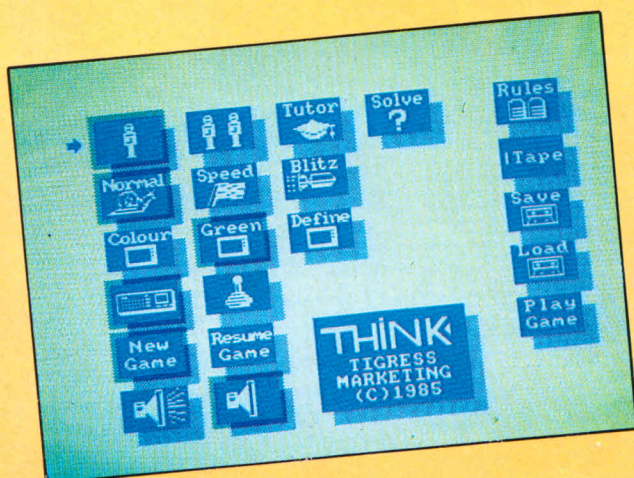 Tutor
Solve
?
Rules
Normal
Speed
Blitz
|Tape
Colour
Green
Define
Save
Load
New
Game
Resume
Game
Play
Game
THINK
TIGRESS
MARKETING
(C)1985